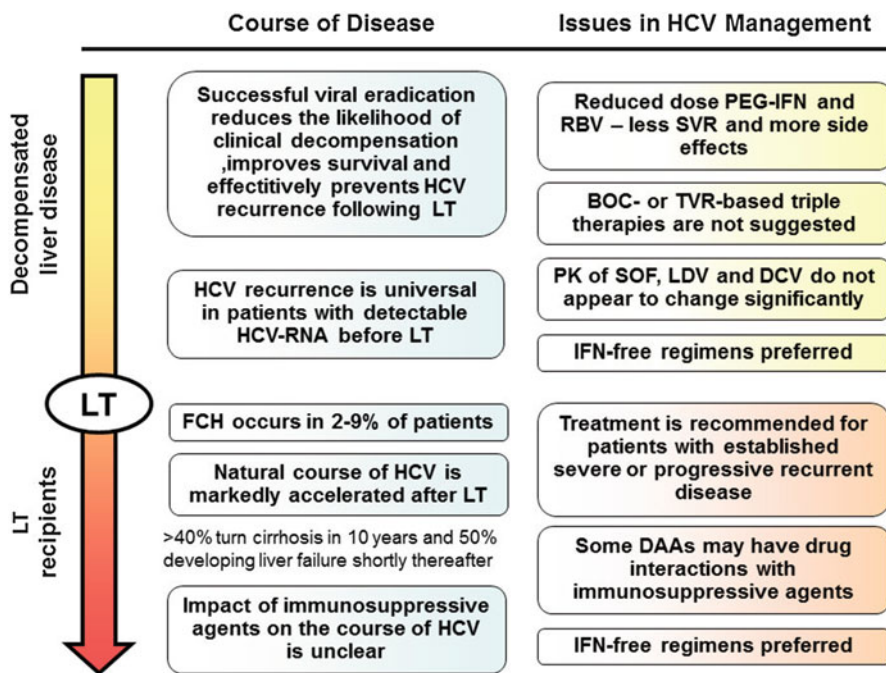 Course of Disease
Issues in HCV Management
Decompensated
liver disease
Successful viral eradication
reduces the likelihood of
clinical decompensation
,improves survival and
effectitively prevents HCV
recurrence following LT
HCV recurrence is universal
in patients with detectable
HCV-RNA before LT
Reduced dose PEG-IFN and
RBV – less SVR and more side
effects
BOC- or TVR-based triple
therapies are not suggested
PK of SOF, LDV and DCV do not
appear to change significantly
IFN-free regimens preferred
LT
LT
recipients
FCH occurs in 2-9% of patients
Natural course of HCV is
markedly accelerated after LT
>40% turn cirrhosis in 10 years and 50%
developing liver failure shortly thereafter
Impact of immunosuppressive
agents on the course of HCV
is unclear
Treatment is recommended for
patients with established
severe or progressive recurrent
disease
Some DAAs may have drug
interactions with
immunosuppressive agents
IFN-free regimens preferred